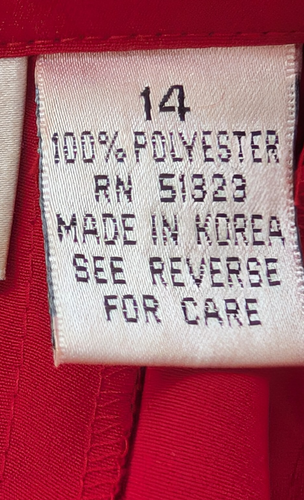 14
100% POLYESTER
RN 51323
MADE IN KOREA
SEE REVERSE
FOR CARE